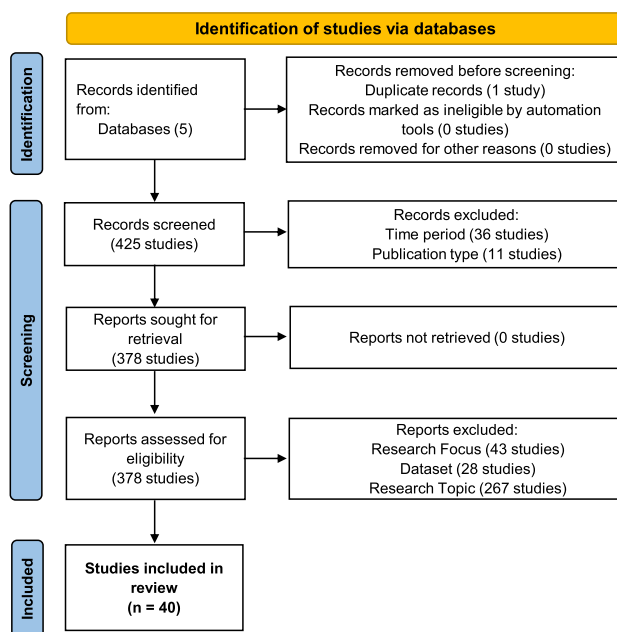 Identification of studies via databases
Identification
Records identified
from:
Databases (5)
Records removed before screening:
Duplicate records (1 study)
Records marked as ineligible by automation
tools (0 studies)
Records removed for other reasons (0 studies)
Screening
Records screened
(425 studies)
Records excluded:
Time period (36 studies)
Publication type (11 studies)
Reports sought for
retrieval
(378 studies)
Reports not retrieved (0 studies)
Reports assessed for
eligibility
(378 studies)
Reports excluded:
Research Focus (43 studies)
Dataset (28 studies)
Research Topic (267 studies)
Included
Studies included in
review
(n = 40)